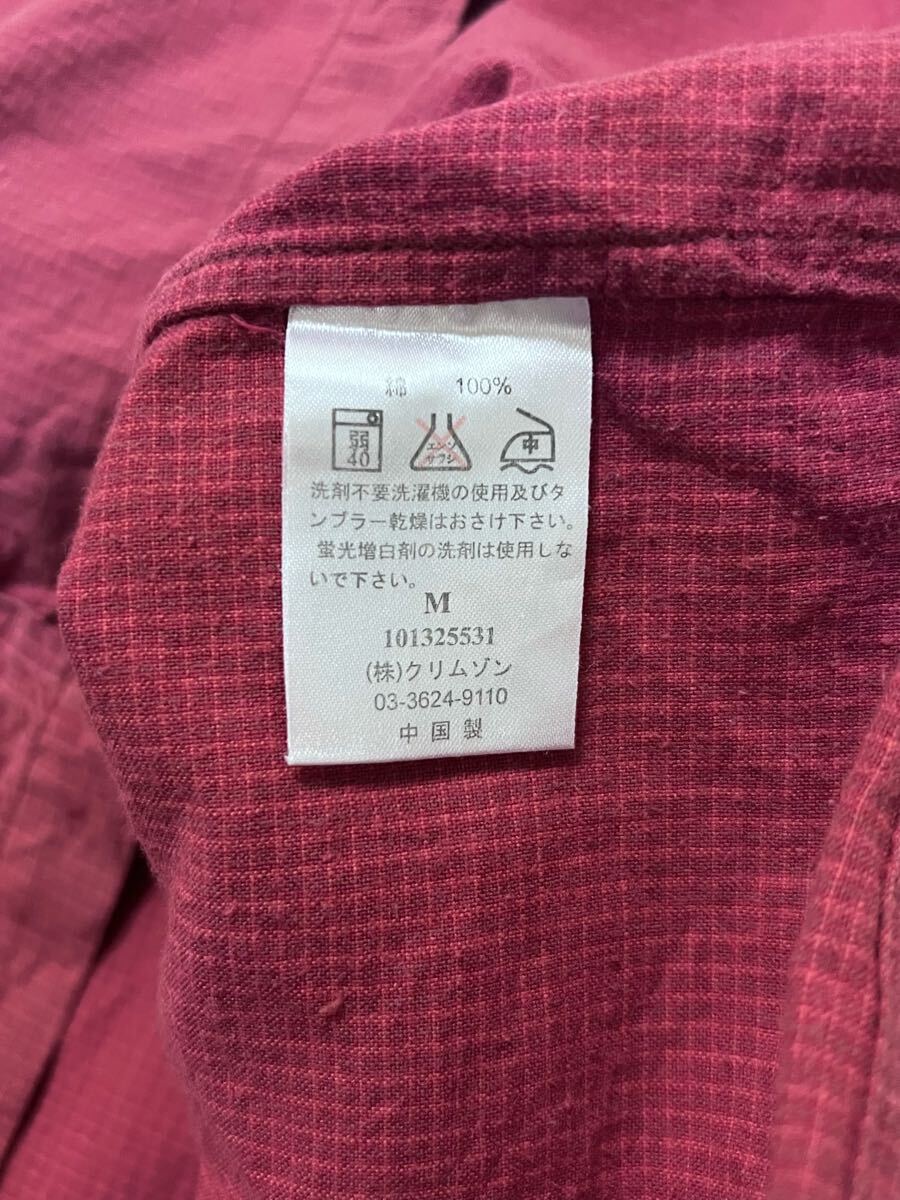 綿 100%
弱 エンソ 中
40 サラシ
洗剤不要洗濯機の使用及びタ
ンブラー乾燥はおさけ下さい。
蛍光増白剤の洗剤は使用しな
いで下さい。
M
101325531
(株)クリムゾン
03-3624-9110
中国製